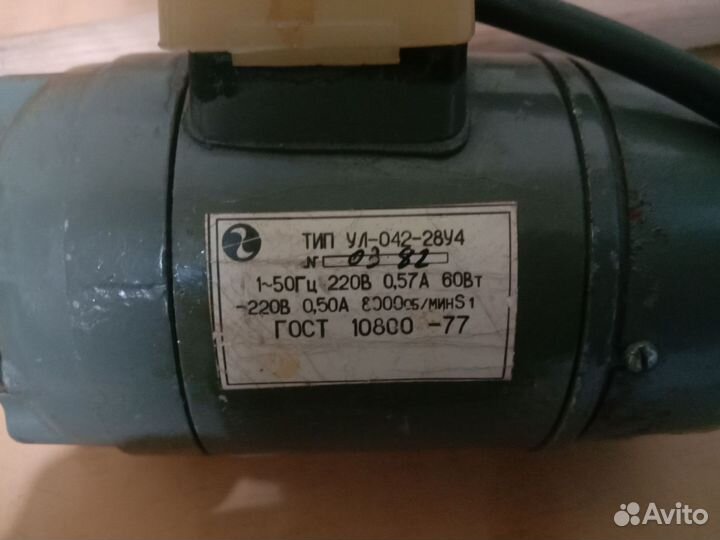 ТИП УЛ-042-28У4
N 03 82
1~50Гц 220В 0,57А 60Вт
-220В 0,50А 8000об/минS1
ГОСТ 10800 -77
Avito